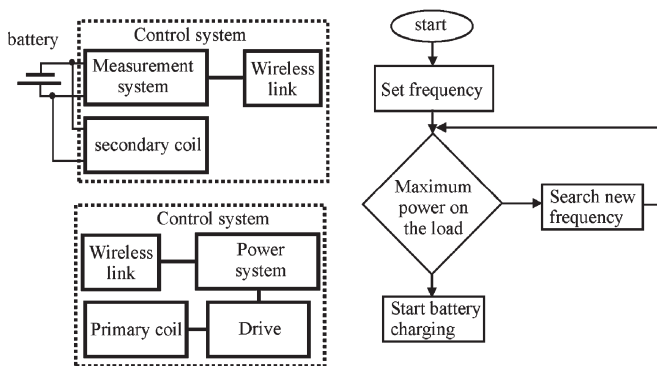 battery
Control system
Measurement
system
Wireless
link
secondary coil
Control system
Wireless
link
Power
system
Primary coil
Drive
start
Set frequency
Maximum
power on
the load
Search new
frequency
Start battery
charging